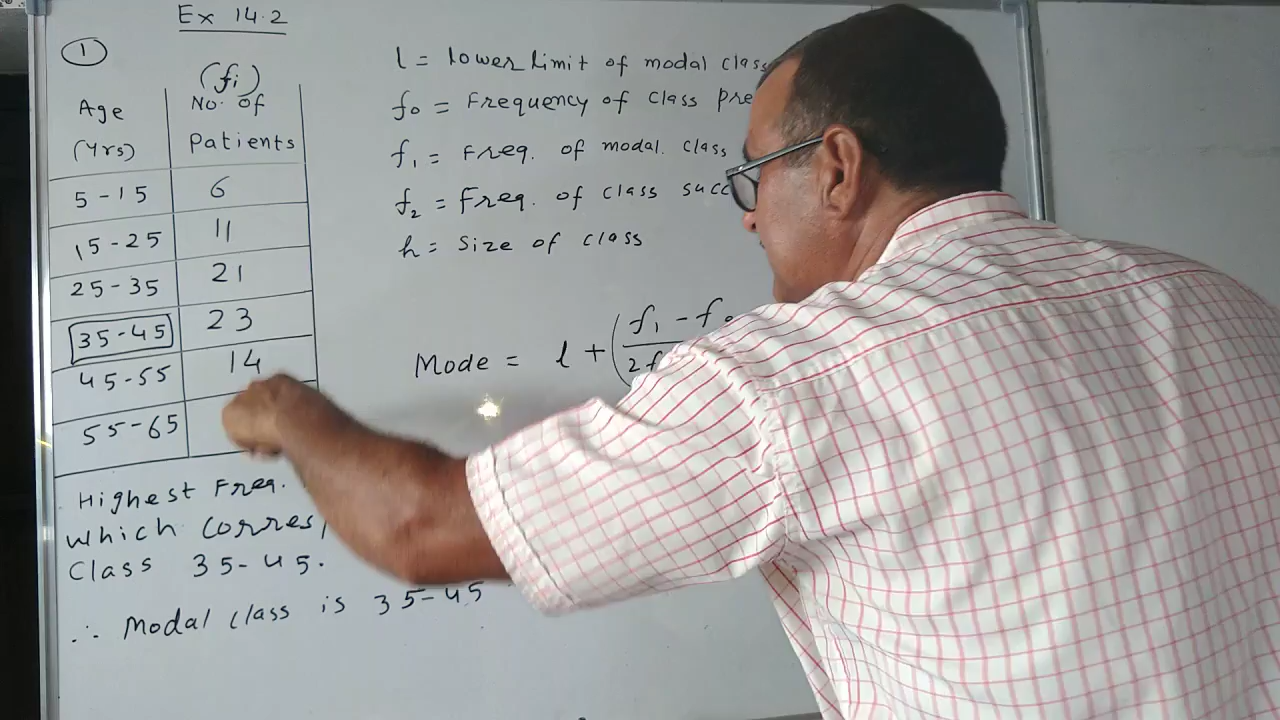 Ex 14.2
1
(fi)
Age No. of
(Yrs) Patients
5-15 6
15-25 11
25-35 21
35-45 23
45-55 14
55-65
Highest Freq.
which
Class 35-45.
∴ Modal class is 35-45
l = lower limit of modal class
f0 = Frequency of class
f1 = Freq. of modal. class
f2 = Freq. of class
h = Size of class
Mode = l + ( f1 - f0
2f